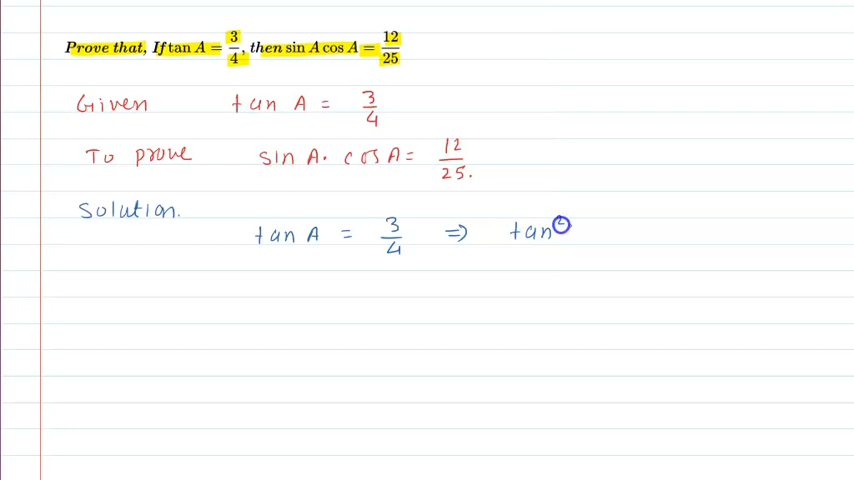 Prove that, If tan A = 3/4, then sin A cos A = 12/25
Given tan A = 3/4
To prove sin A. cos A = 12/25.
Solution.
tan A = 3/4 => tan²